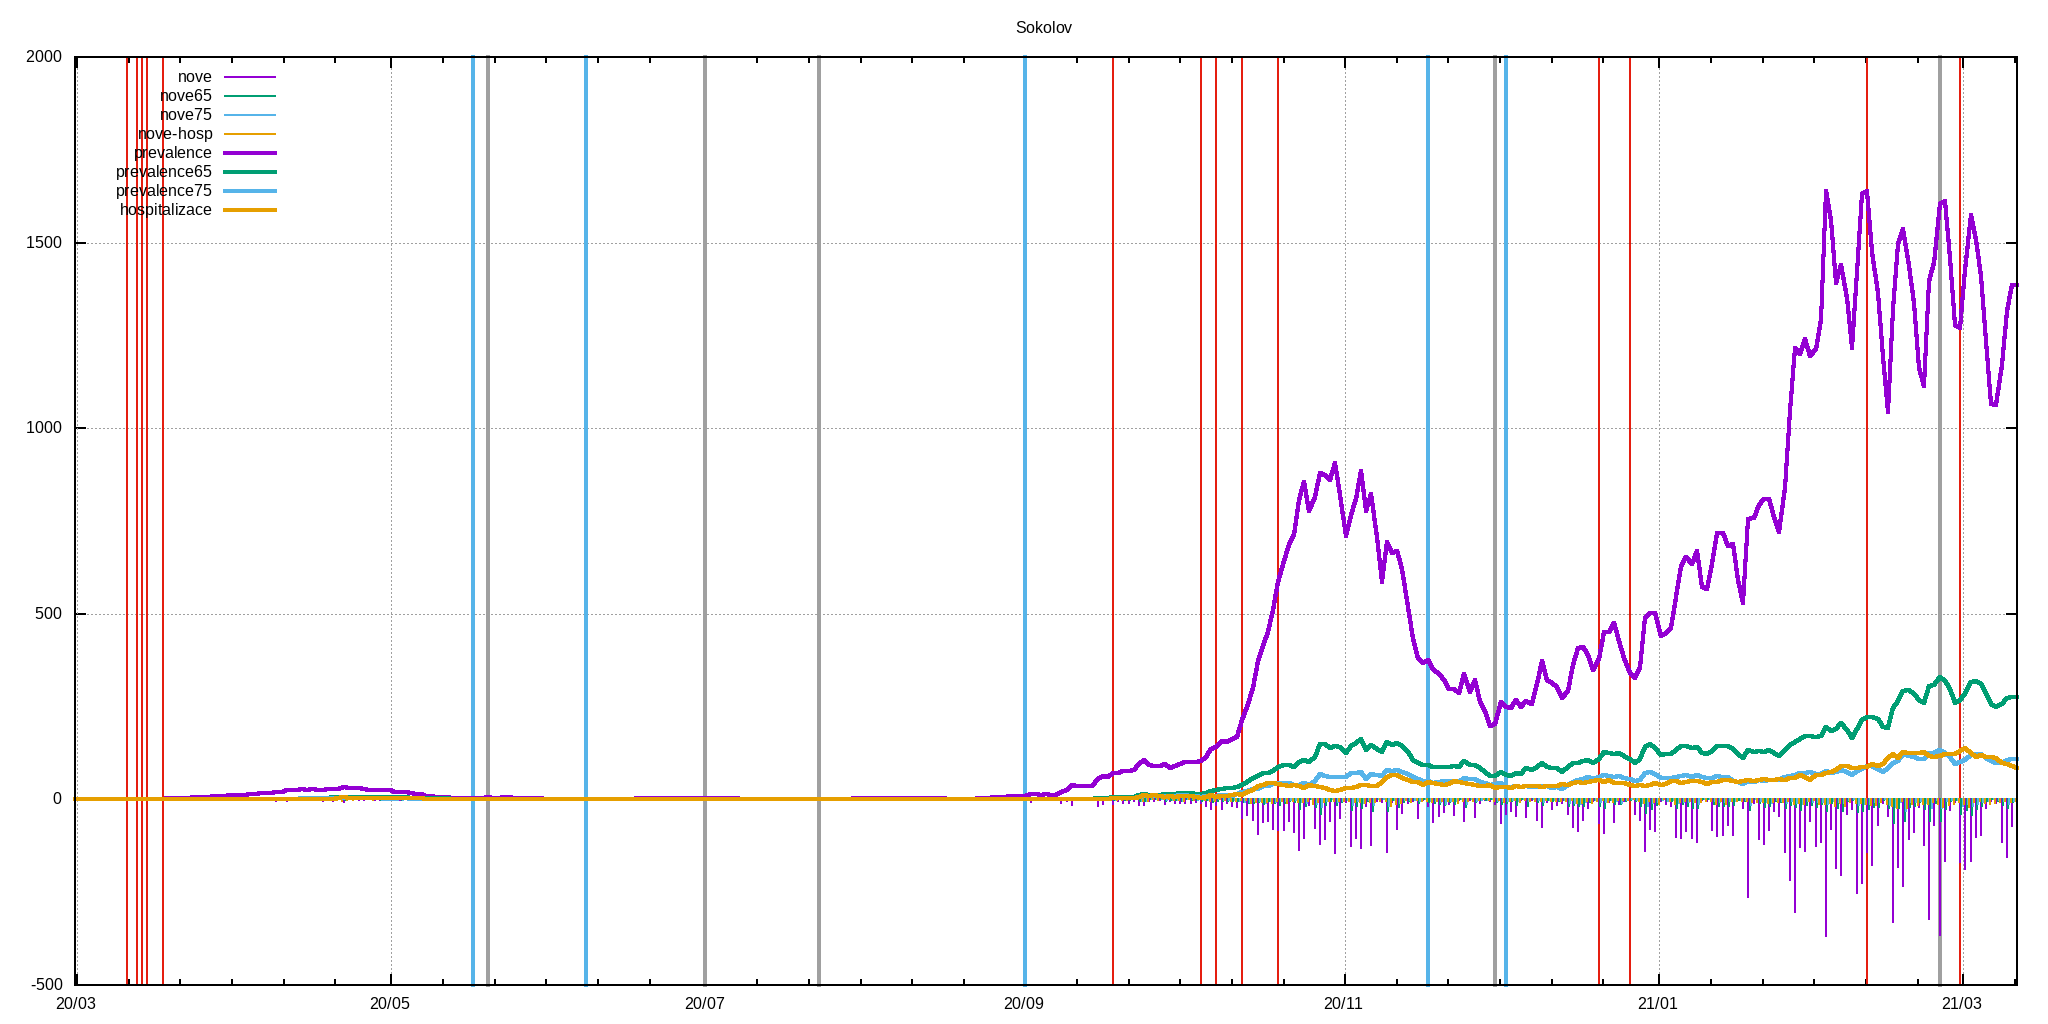 Sokolov
2000
1500
1000
500
0
-500
nove
nove65
nove75
nove-hosp
prevalence
prevalence65
prevalence75
hospitalizace
20/03 20/05 20/07 20/09 20/11 21/01 21/03